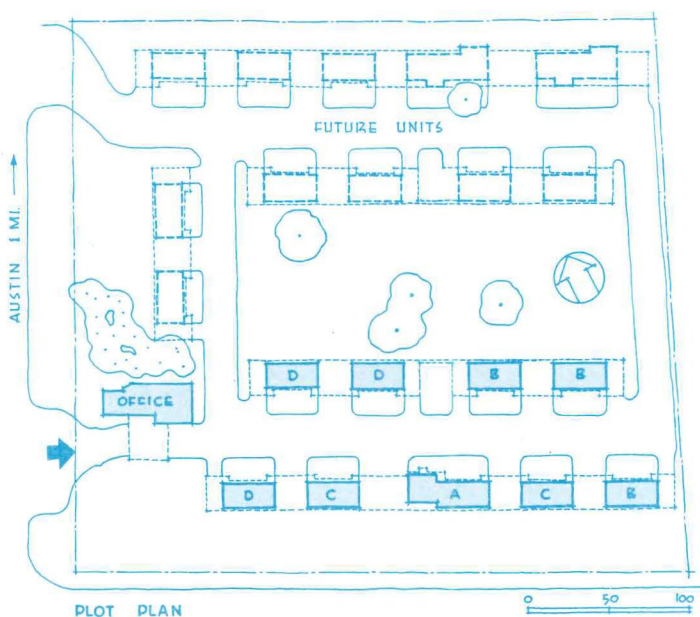 FUTURE UNITS
AUSTIN 1 MI.
D D B B
OFFICE
D C A C B
PLOT PLAN
0 50 100